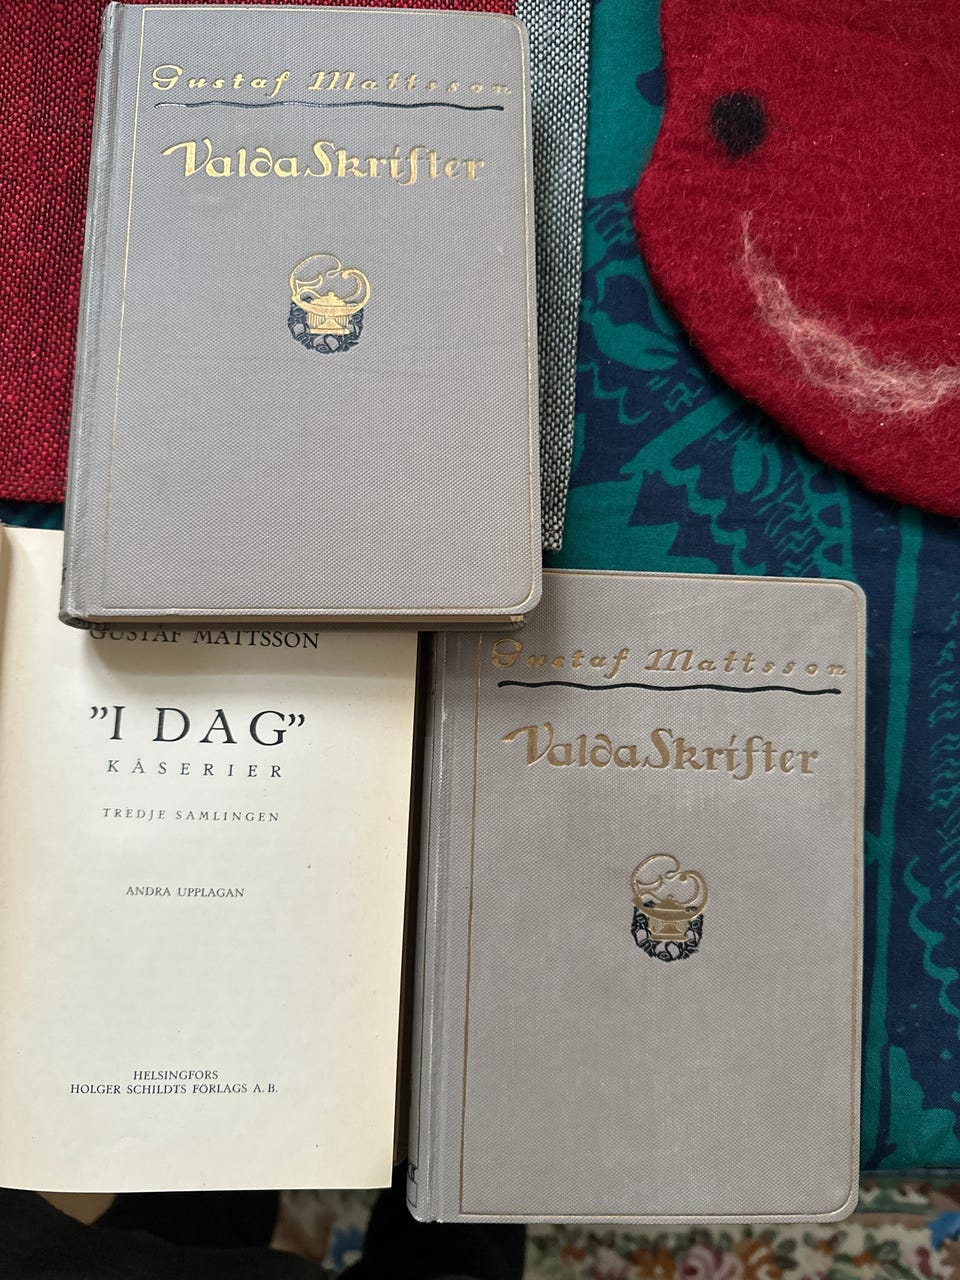 Gustaf Mattsson
Valda Skrifter
GUSTAF MATTSSON
”I DAG”
KÅSERIER
TREDJE SAMLINGEN
ANDRA UPPLAGAN
HELSINGFORS
HOLGER SCHILDTS FÖRLAGS A.B.
Gustaf Mattsson
Valda Skrifter